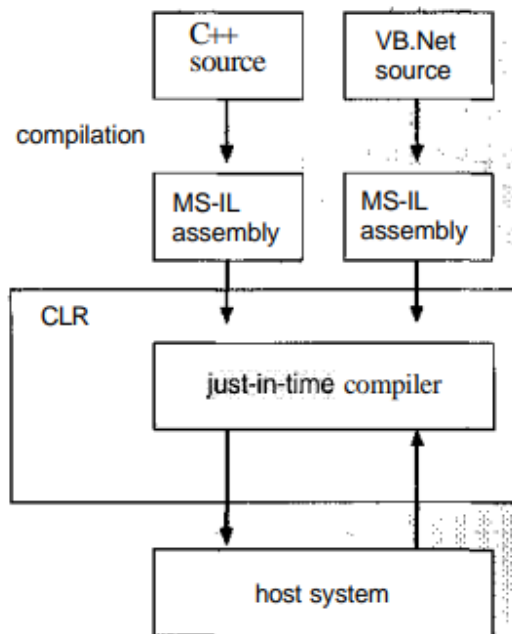 C++
source
VB.Net
source
compilation
MS-IL
assembly
MS-IL
assembly
CLR
just-in-time compiler
host system